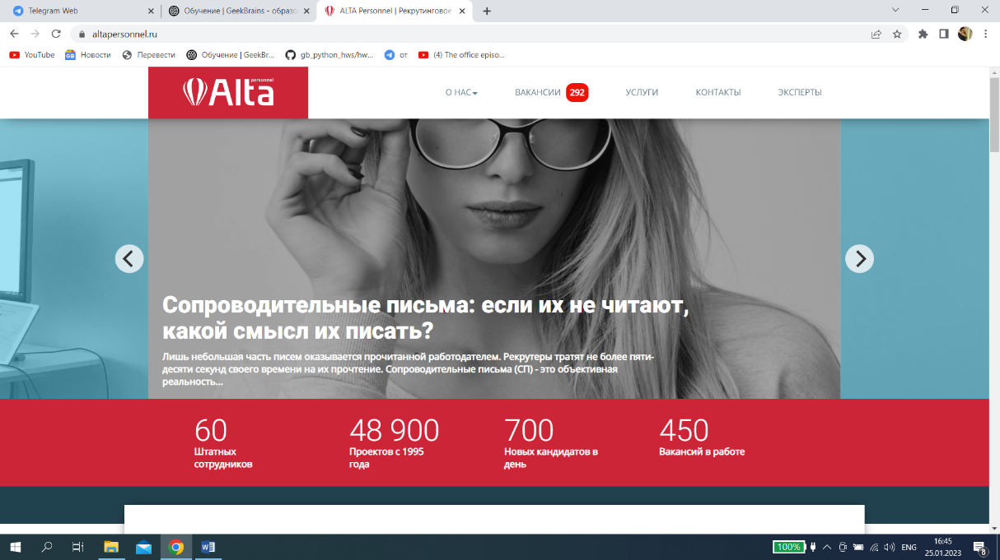 Telegram Web
Обучение | GeekBrains - образо
ALTA Personnel | Рекрутинговое
altapersonnel.ru
YouTube
Новости
Перевести
Обучение | GeekBr...
gb_python_hws/hw...
от
(4) The office episo...
Alta personnel
О НАС
ВАКАНСИИ 292
УСЛУГИ
КОНТАКТЫ
ЭКСПЕРТЫ
Сопроводительные письма: если их не читают,
какой смысл их писать?
Лишь небольшая часть писем оказывается прочитанной работодателем. Рекрутеры тратят не более пяти-
десяти секунд своего времени на их прочтение. Сопроводительные письма (СП) - это объективная
реальность...
60
Штатных
сотрудников
48 900
Проектов с 1995
года
700
Новых кандидатов в
день
450
Вакансий в работе
100%
ENG
16:45
25.01.2023
8